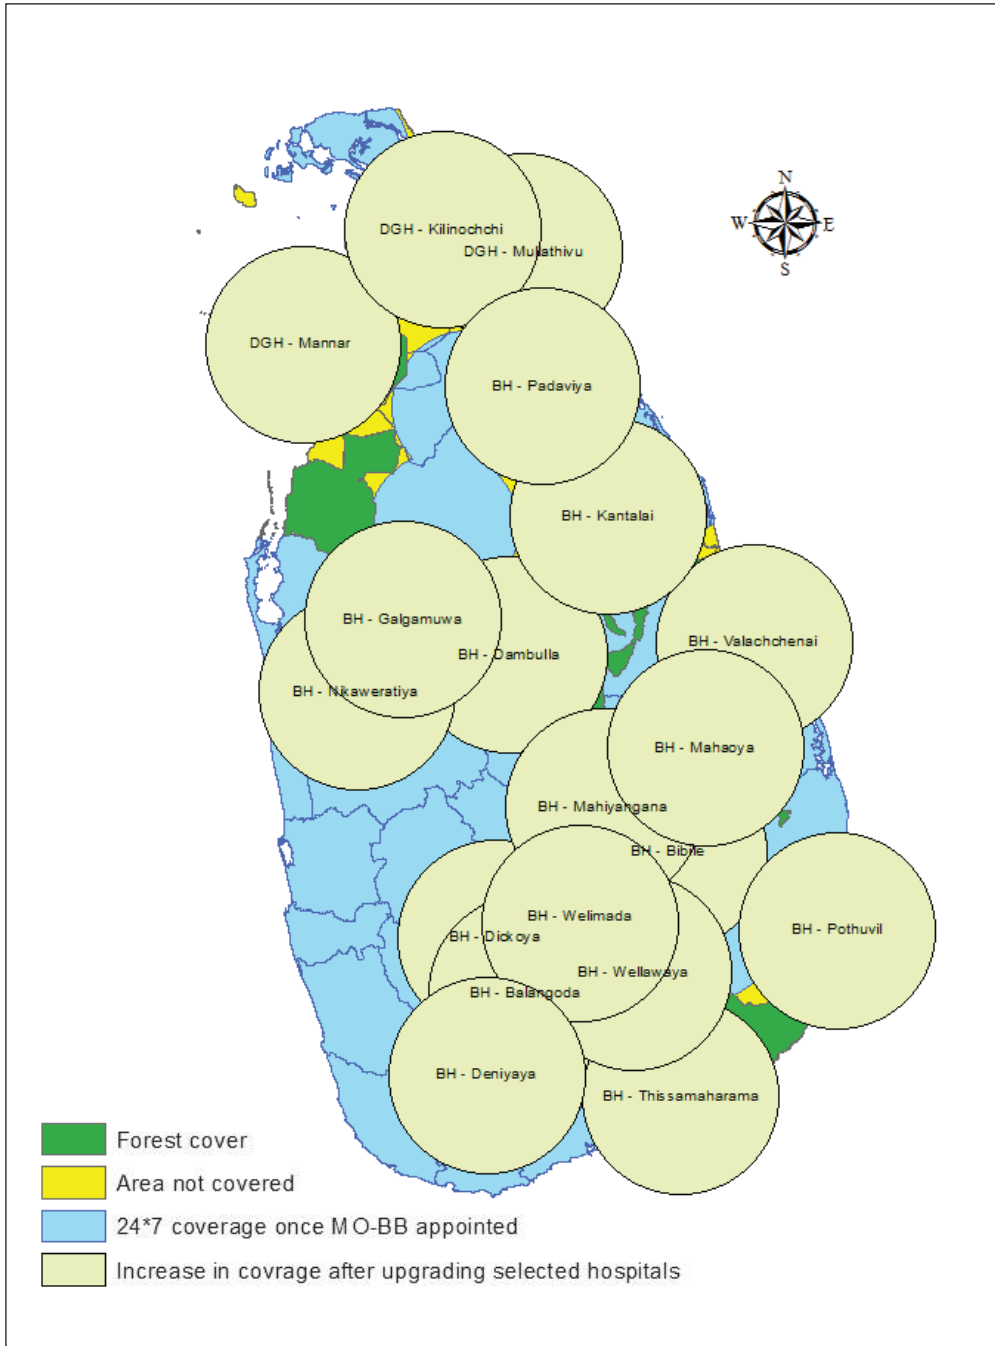 N
W E
S
DGH - Kilinochchi
DGH - Mulathivu
DGH - Mannar
BH - Padaviya
BH - Kantalai
BH - Galgamuwa
BH - Valachchenai
BH - Dambulla
BH - Nikaweratiya
BH - Mahaoya
BH - Mahiyangana
BH - Bibile
BH - Welimada
BH - Pothuvil
BH - Dickoya
BH - Wellawaya
BH - Balangoda
BH - Deniyaya
BH - Thissamaharama
Forest cover
Area not covered
24*7 coverage once MO-BB appointed
Increase in covrage after upgrading selected hospitals